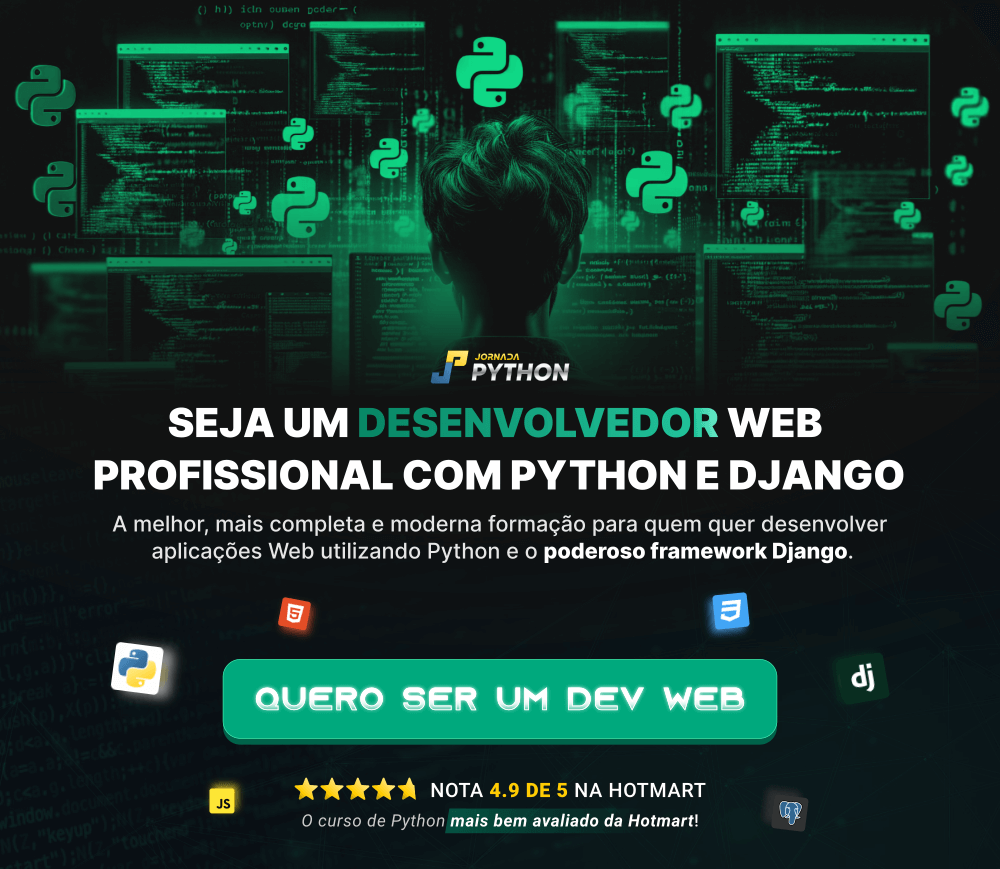 JORNADA
PYTHON
SEJA UM DESENVOLVEDOR WEB
PROFISSIONAL COM PYTHON E DJANGO
A melhor, mais completa e moderna formação para quem quer desenvolver
aplicações Web utilizando Python e o poderoso framework Django.
dj
QUERO SER UM DEV WEB
JS
NOTA 4.9 DE 5 NA HOTMART
O curso de Python mais bem avaliado da Hotmart!